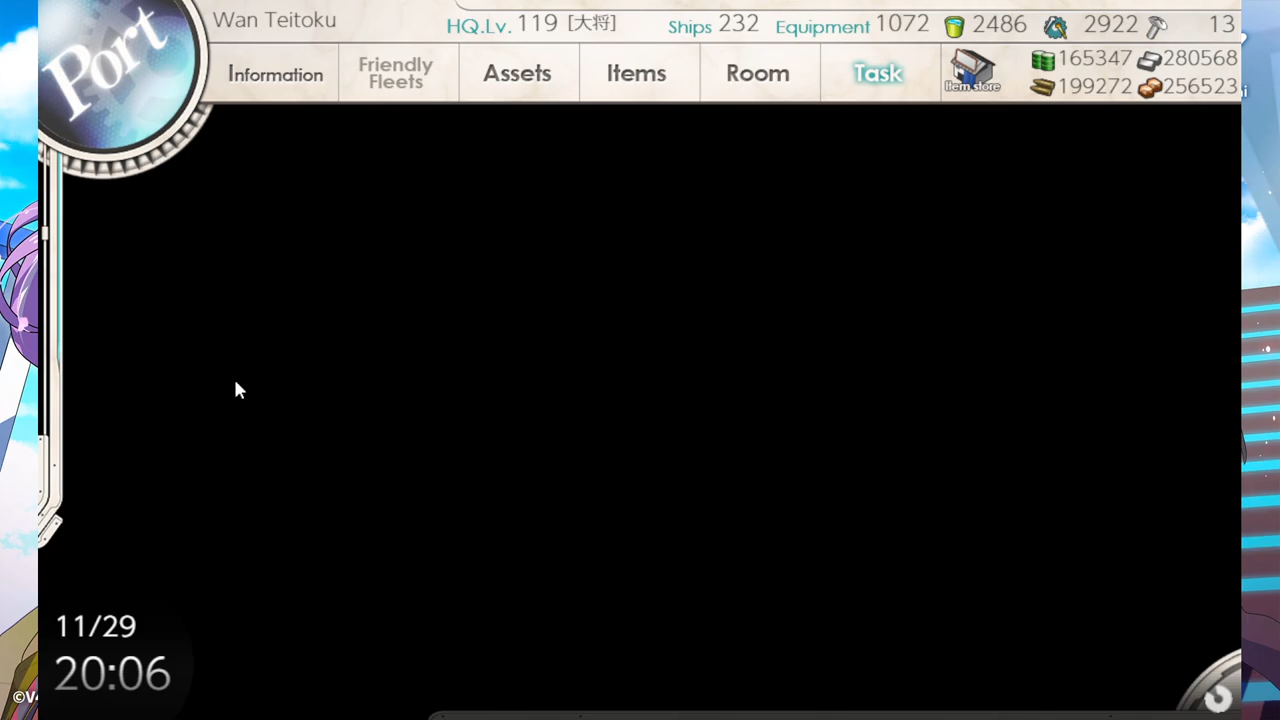 Port
Wan Teitoku
HQ.Lv. 119 [大将] Ships 232 Equipment 1072 2486 2922 13
Information
Friendly
Fleets
Assets
Items
Room
Task
Item store
165347 280568
199272 256523
11/29
20:06